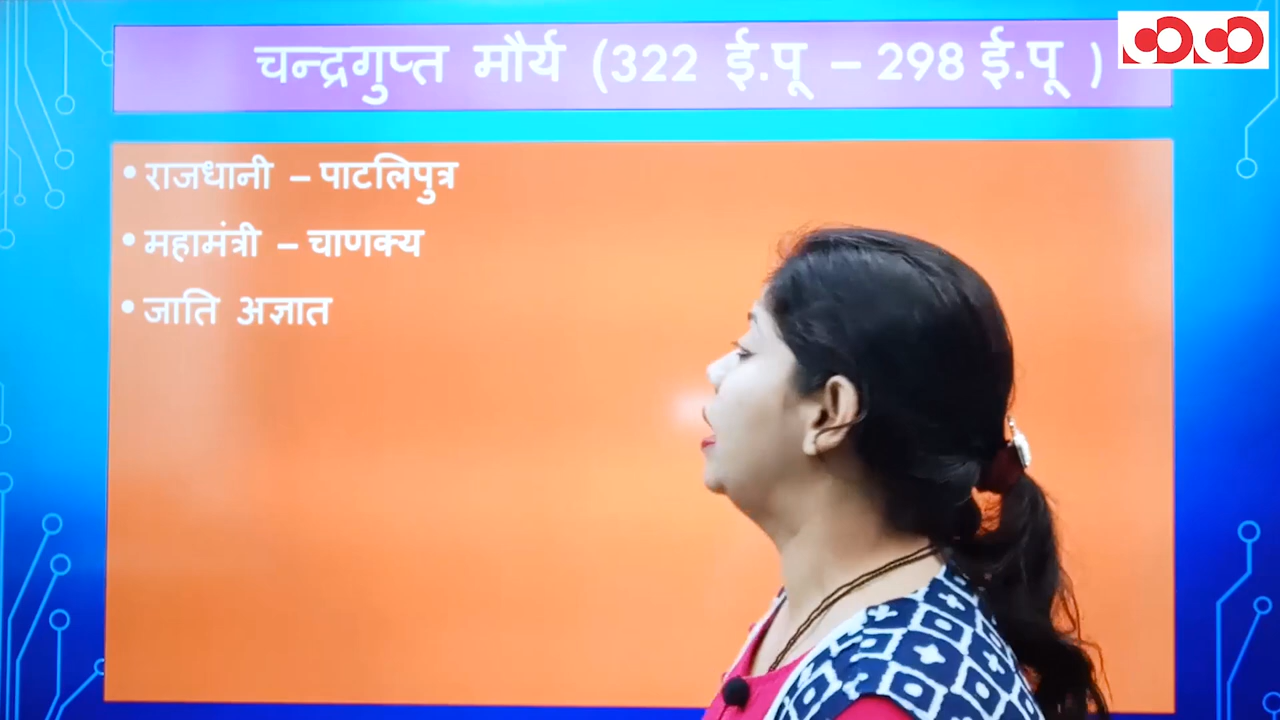 चन्द्रगुप्त मौर्य (322 ई.पू – 298 ई.पू )
• राजधानी – पाटलिपुत्र
• महामंत्री – चाणक्य
• जाति अज्ञात